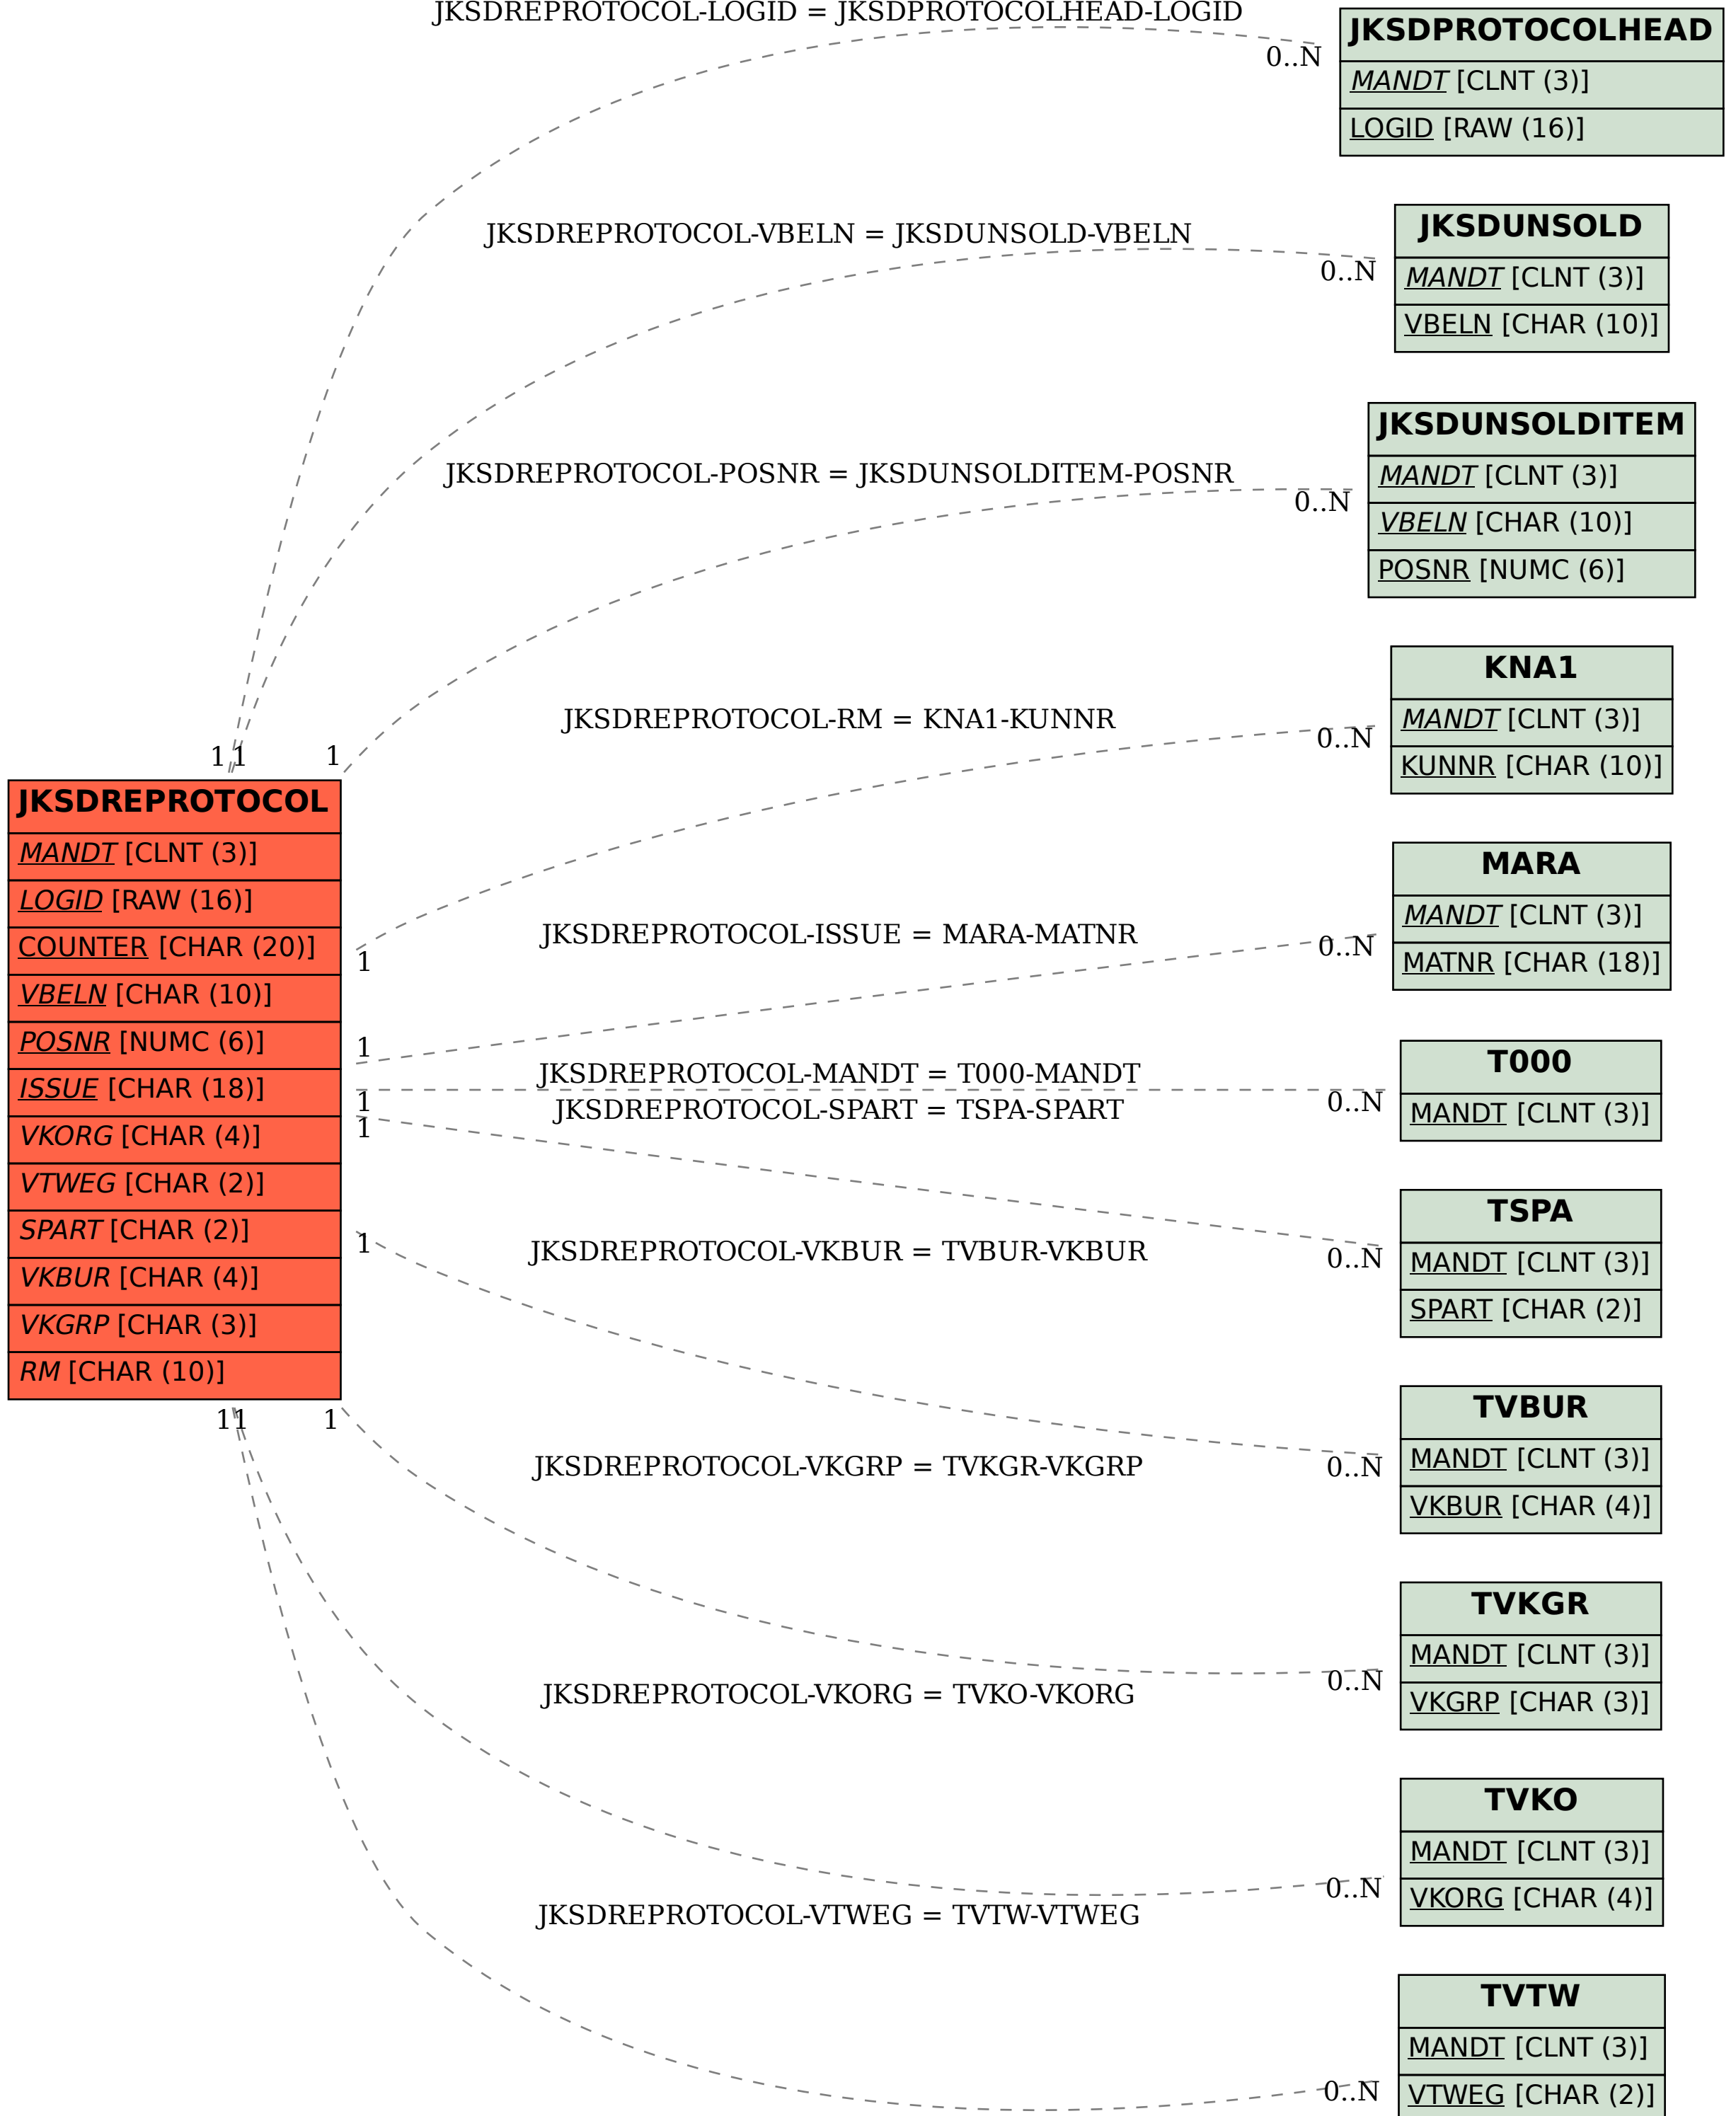 JKSDREPROTOCOL-LOGID = JKSDPROTOCOLHEAD-LOGID
0..N
JKSDPROTOCOLHEAD
MANDT [CLNT (3)]
LOGID [RAW (16)]
JKSDREPROTOCOL-VBELN = JKSDUNSOLD-VBELN
0..N
JKSDUNSOLD
MANDT [CLNT (3)]
VBELN [CHAR (10)]
JKSDREPROTOCOL-POSNR = JKSDUNSOLDITEM-POSNR
0..N
JKSDUNSOLDITEM
MANDT [CLNT (3)]
VBELN [CHAR (10)]
POSNR [NUMC (6)]
JKSDREPROTOCOL-RM = KNA1-KUNNR
0..N
KNA1
MANDT [CLNT (3)]
KUNNR [CHAR (10)]
1
1
1
JKSDREPROTOCOL
MANDT [CLNT (3)]
LOGID [RAW (16)]
COUNTER [CHAR (20)]
VBELN [CHAR (10)]
POSNR [NUMC (6)]
ISSUE [CHAR (18)]
VKORG [CHAR (4)]
VTWEG [CHAR (2)]
SPART [CHAR (2)]
VKBUR [CHAR (4)]
VKGRP [CHAR (3)]
RM [CHAR (10)]
1
1
1
1
1
1
1
1
JKSDREPROTOCOL-ISSUE = MARA-MATNR
0..N
MARA
MANDT [CLNT (3)]
MATNR [CHAR (18)]
JKSDREPROTOCOL-MANDT = T000-MANDT
0..N
T000
MANDT [CLNT (3)]
JKSDREPROTOCOL-SPART = TSPA-SPART
0..N
TSPA
MANDT [CLNT (3)]
SPART [CHAR (2)]
JKSDREPROTOCOL-VKBUR = TVBUR-VKBUR
0..N
TVBUR
MANDT [CLNT (3)]
VKBUR [CHAR (4)]
JKSDREPROTOCOL-VKGRP = TVKGR-VKGRP
0..N
TVKGR
MANDT [CLNT (3)]
VKGRP [CHAR (3)]
JKSDREPROTOCOL-VKORG = TVKO-VKORG
0..N
TVKO
MANDT [CLNT (3)]
VKORG [CHAR (4)]
JKSDREPROTOCOL-VTWEG = TVTW-VTWEG
0..N
TVTW
MANDT [CLNT (3)]
VTWEG [CHAR (2)]